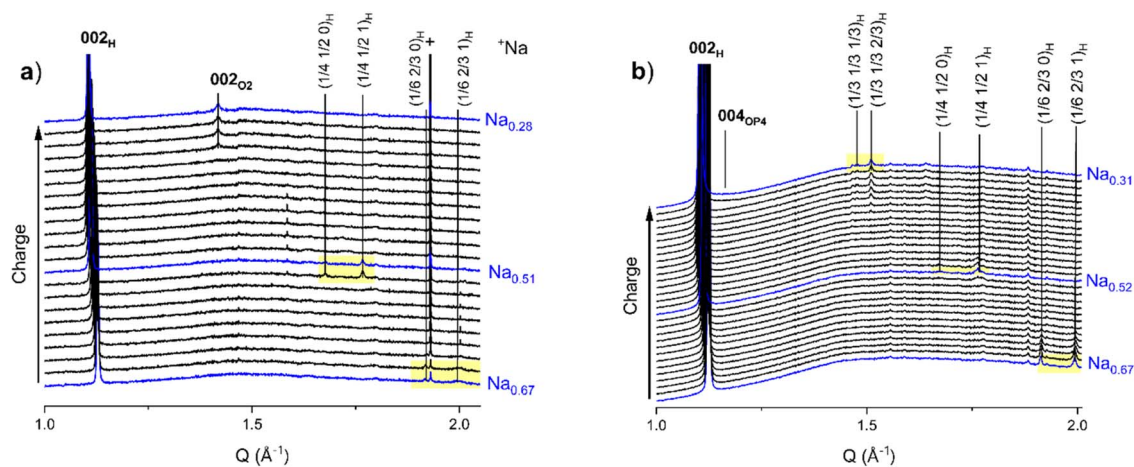 a)
002H
002O2
(1/4 1/2 0)H
(1/4 1/2 1)H
(1/6 2/3 0)H
+
(1/6 2/3 1)H
+Na
Na0.28
Na0.51
Na0.67
Charge
1.0
1.5
2.0
Q (Å-1)
b)
002H
004OP4
(1/3 1/3 1/3)H
(1/3 1/3 2/3)H
(1/4 1/2 0)H
(1/4 1/2 1)H
(1/6 2/3 0)H
(1/6 2/3 1)H
Na0.31
Na0.52
Na0.67
Charge
1.0
1.5
2.0
Q (Å-1)